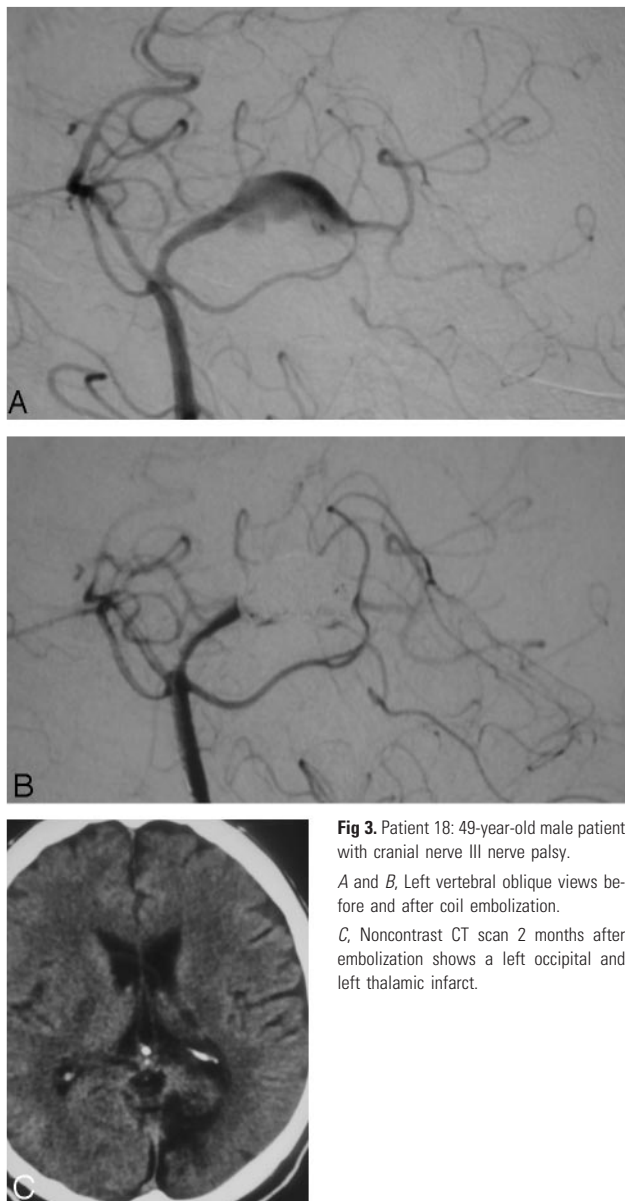 A
B
C
Fig 3. Patient 18: 49-year-old male patient
with cranial nerve III nerve palsy.
A and B, Left vertebral oblique views be-
fore and after coil embolization.
C, Noncontrast CT scan 2 months after
embolization shows a left occipital and
left thalamic infarct.